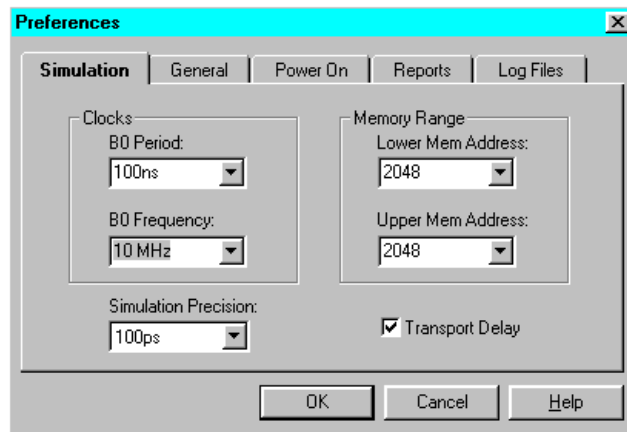 Preferences
Simulation General Power On Reports Log Files
Clocks
B0 Period:
100ns
B0 Frequency:
10 MHz
Simulation Precision:
100ps
Memory Range
Lower Mem Address:
2048
Upper Mem Address:
2048
Transport Delay
OK Cancel Help